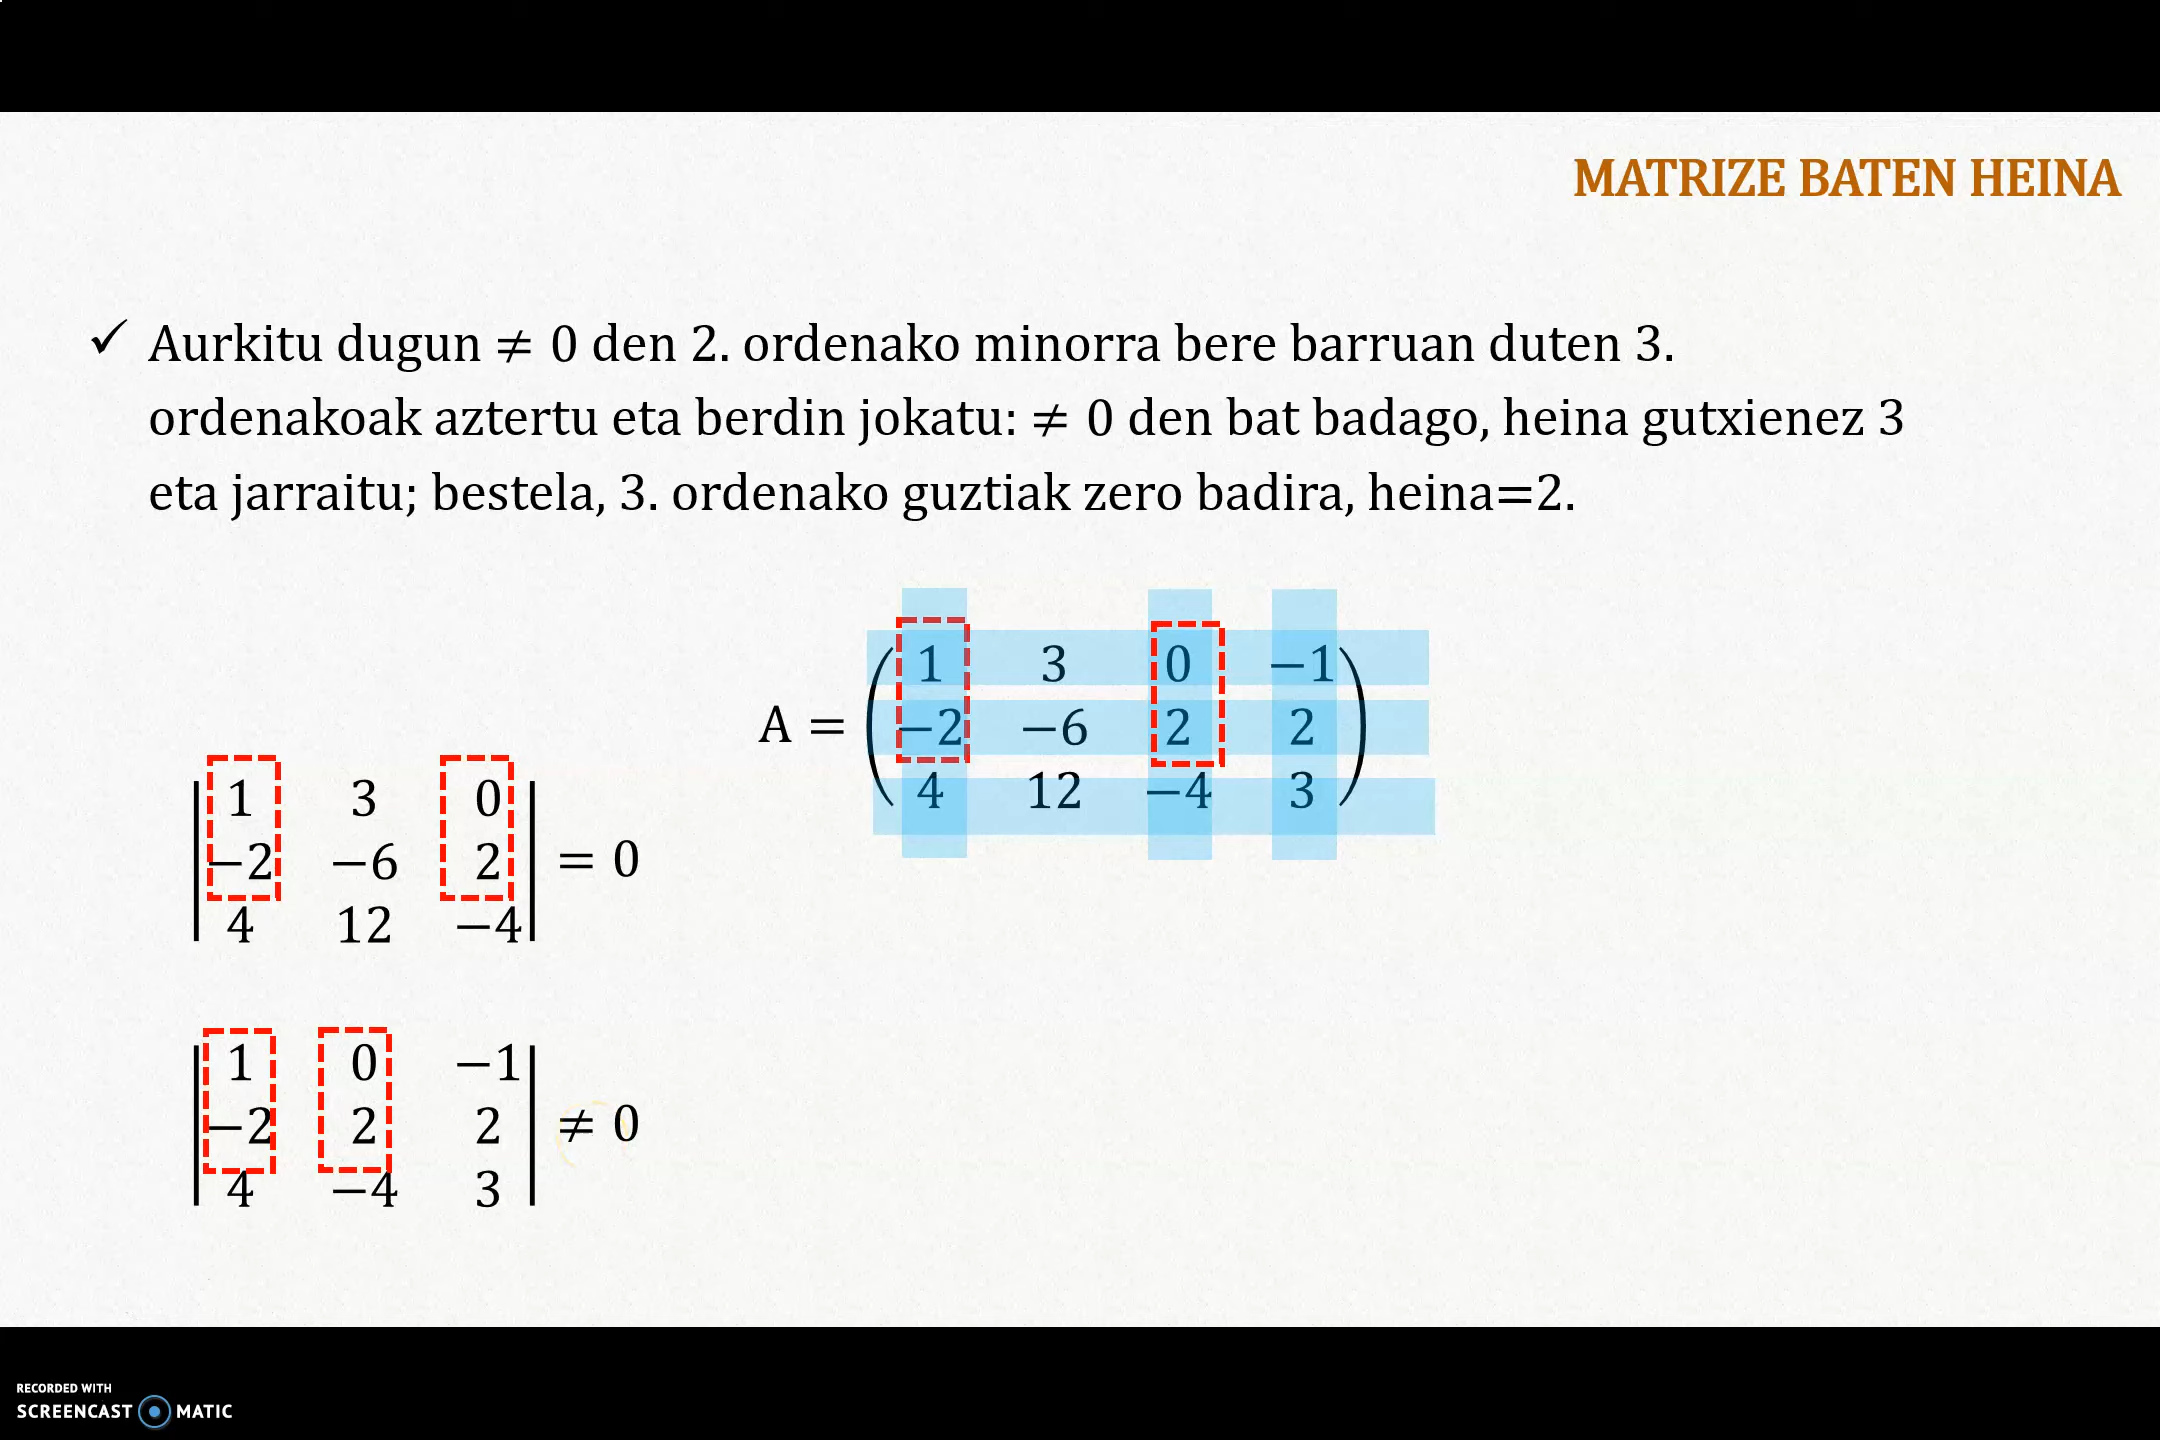 MATRIZE BATEN HEINA
✓ Aurkitu dugun ≠ 0 den 2. ordenako minorra bere barruan duten 3.
ordenakoak aztertu eta berdin jokatu: ≠ 0 den bat badago, heina gutxienez 3
eta jarraitu; bestela, 3. ordenako guztiak zero badira, heina=2.
1 3 0 −1
A = −2 −6 2 2
4 12 −4 3
1 3 0
−2 −6 2 = 0
4 12 −4
1 0 −1
−2 2 2 ≠ 0
4 −4 3
RECORDED WITH
SCREENCAST MATIC